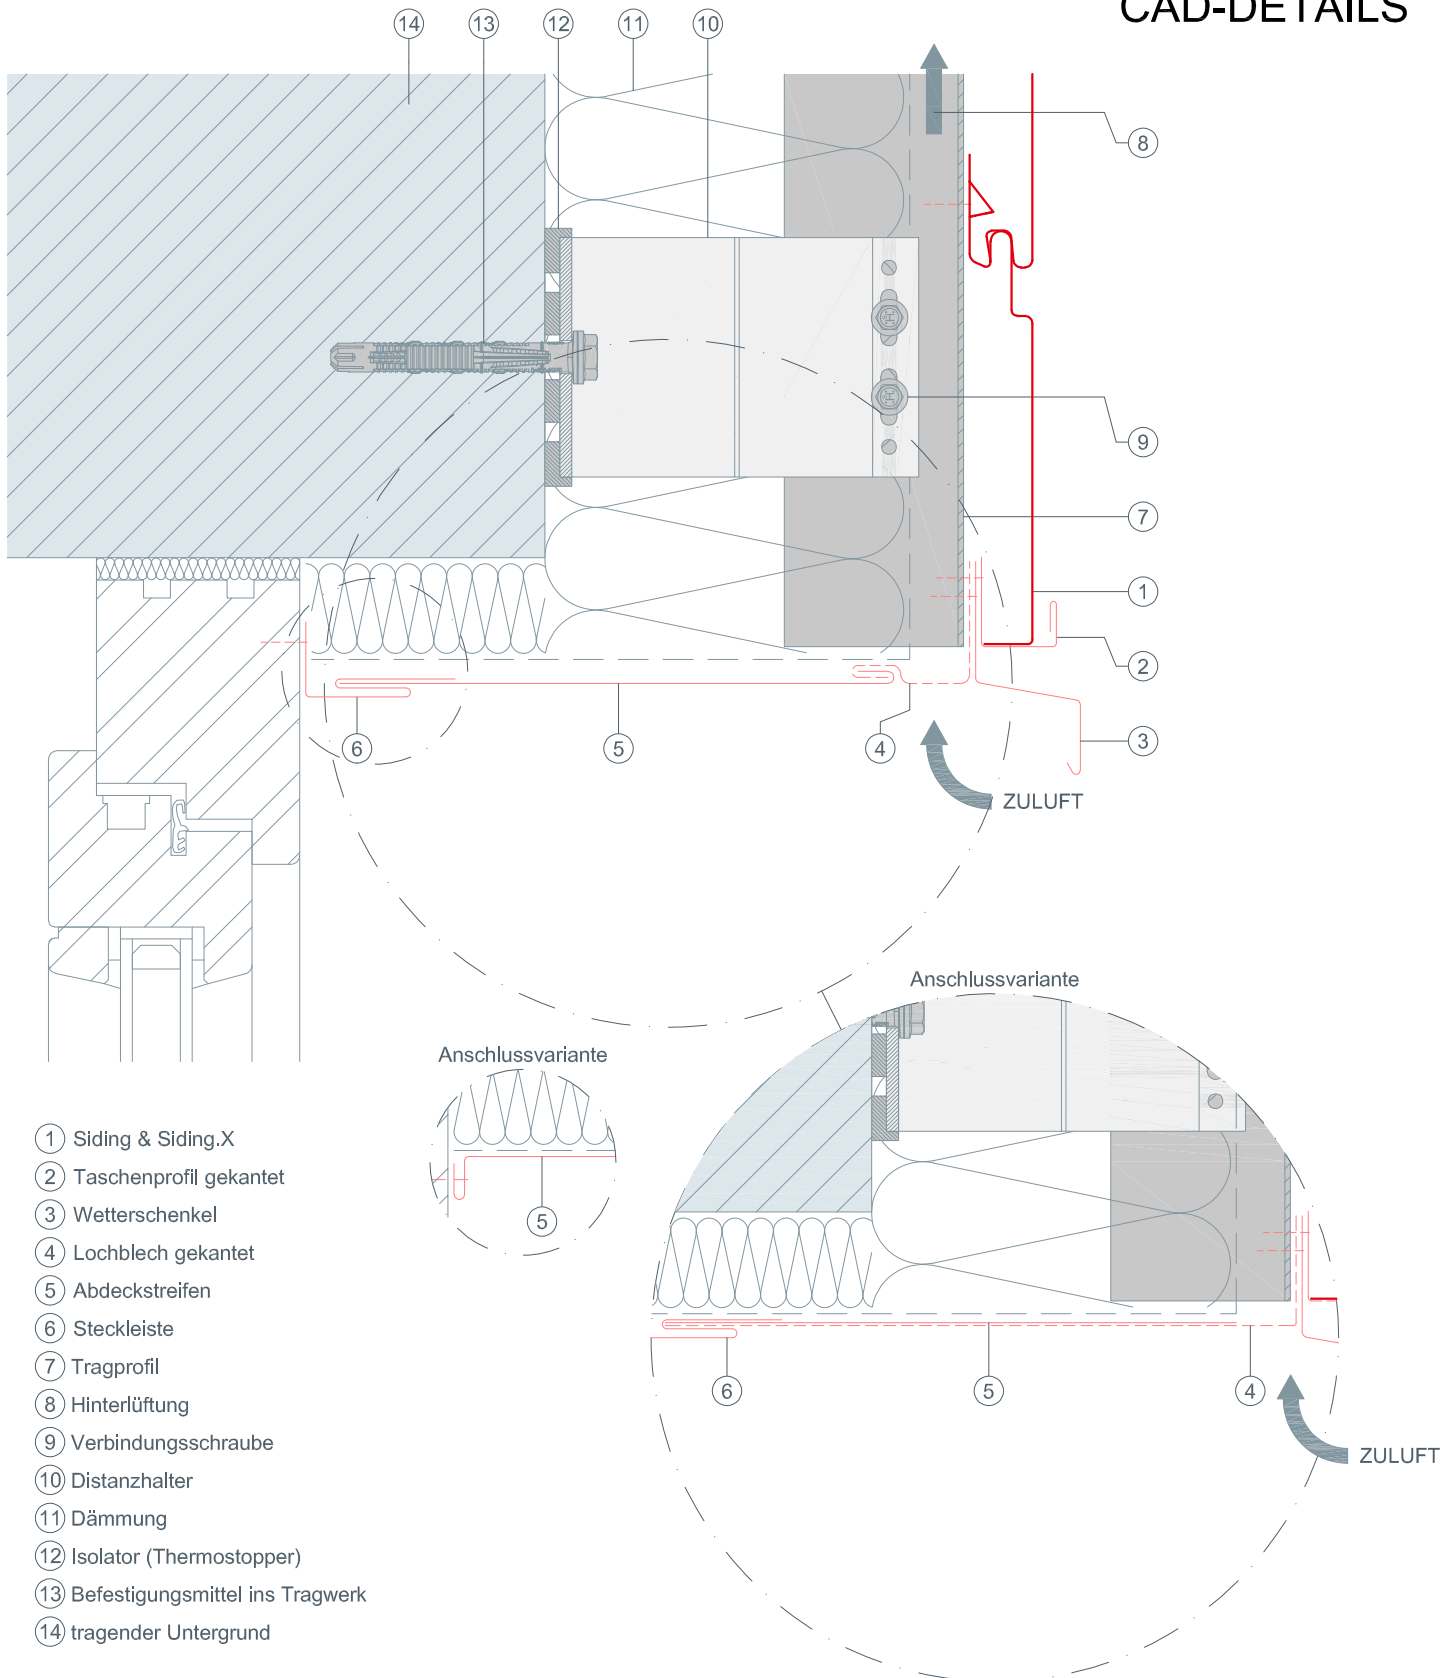 CAD-DETAILS
14 13 12 11 10
8
9
7
1
2
3
6 5 4
ZULUFT
Anschlussvariante
Anschlussvariante
5
6 5 4
ZULUFT
1 Siding & Siding.X
2 Taschenprofil gekantet
3 Wetterschenkel
4 Lochblech gekantet
5 Abdeckstreifen
6 Steckleiste
7 Tragprofil
8 Hinterlüftung
9 Verbindungsschraube
10 Distanzhalter
11 Dämmung
12 Isolator (Thermostopper)
13 Befestigungsmittel ins Tragwerk
14 tragender Untergrund